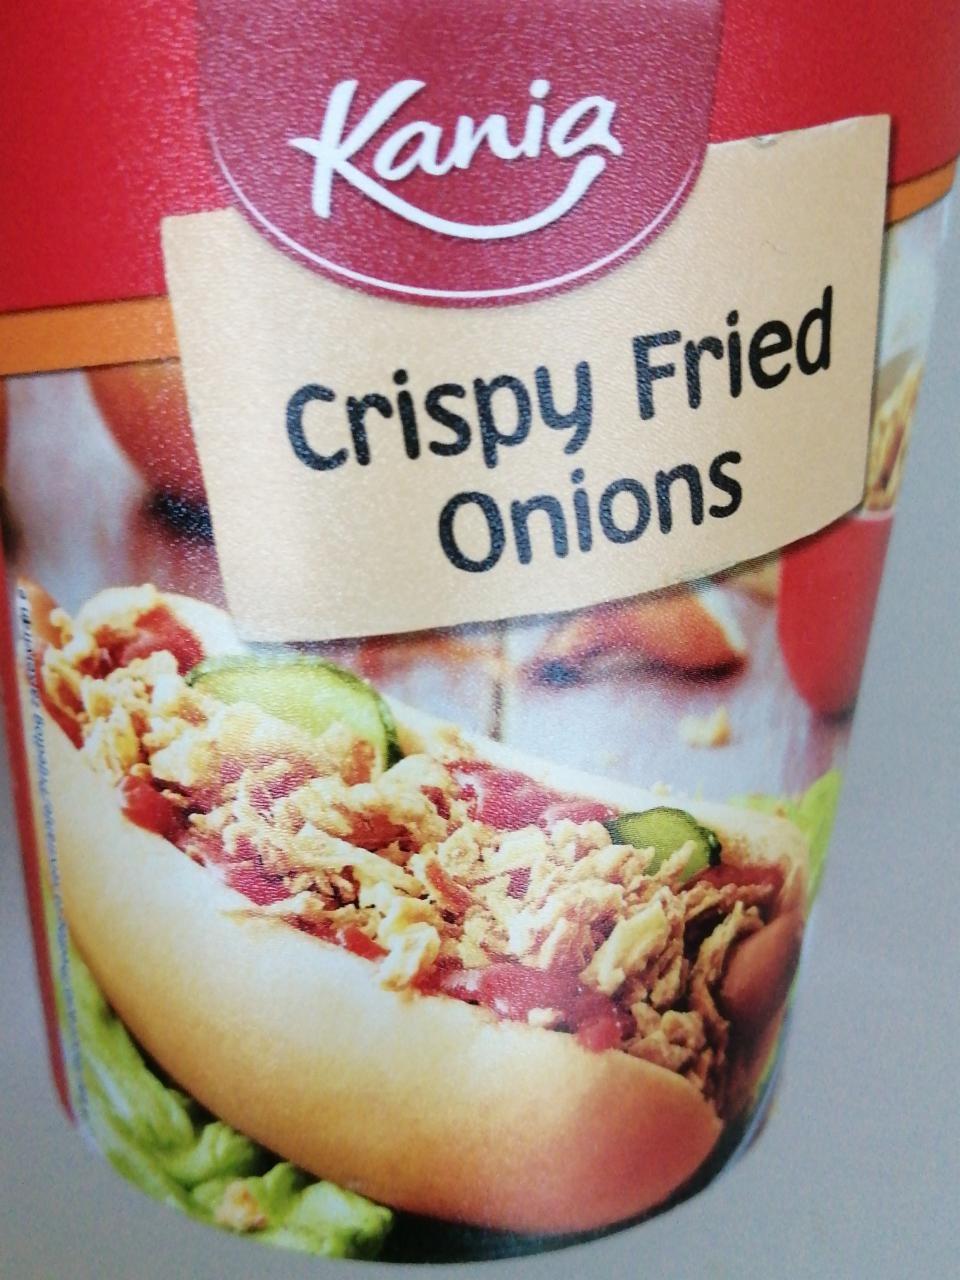 Kania
Crispy Fried
Onions